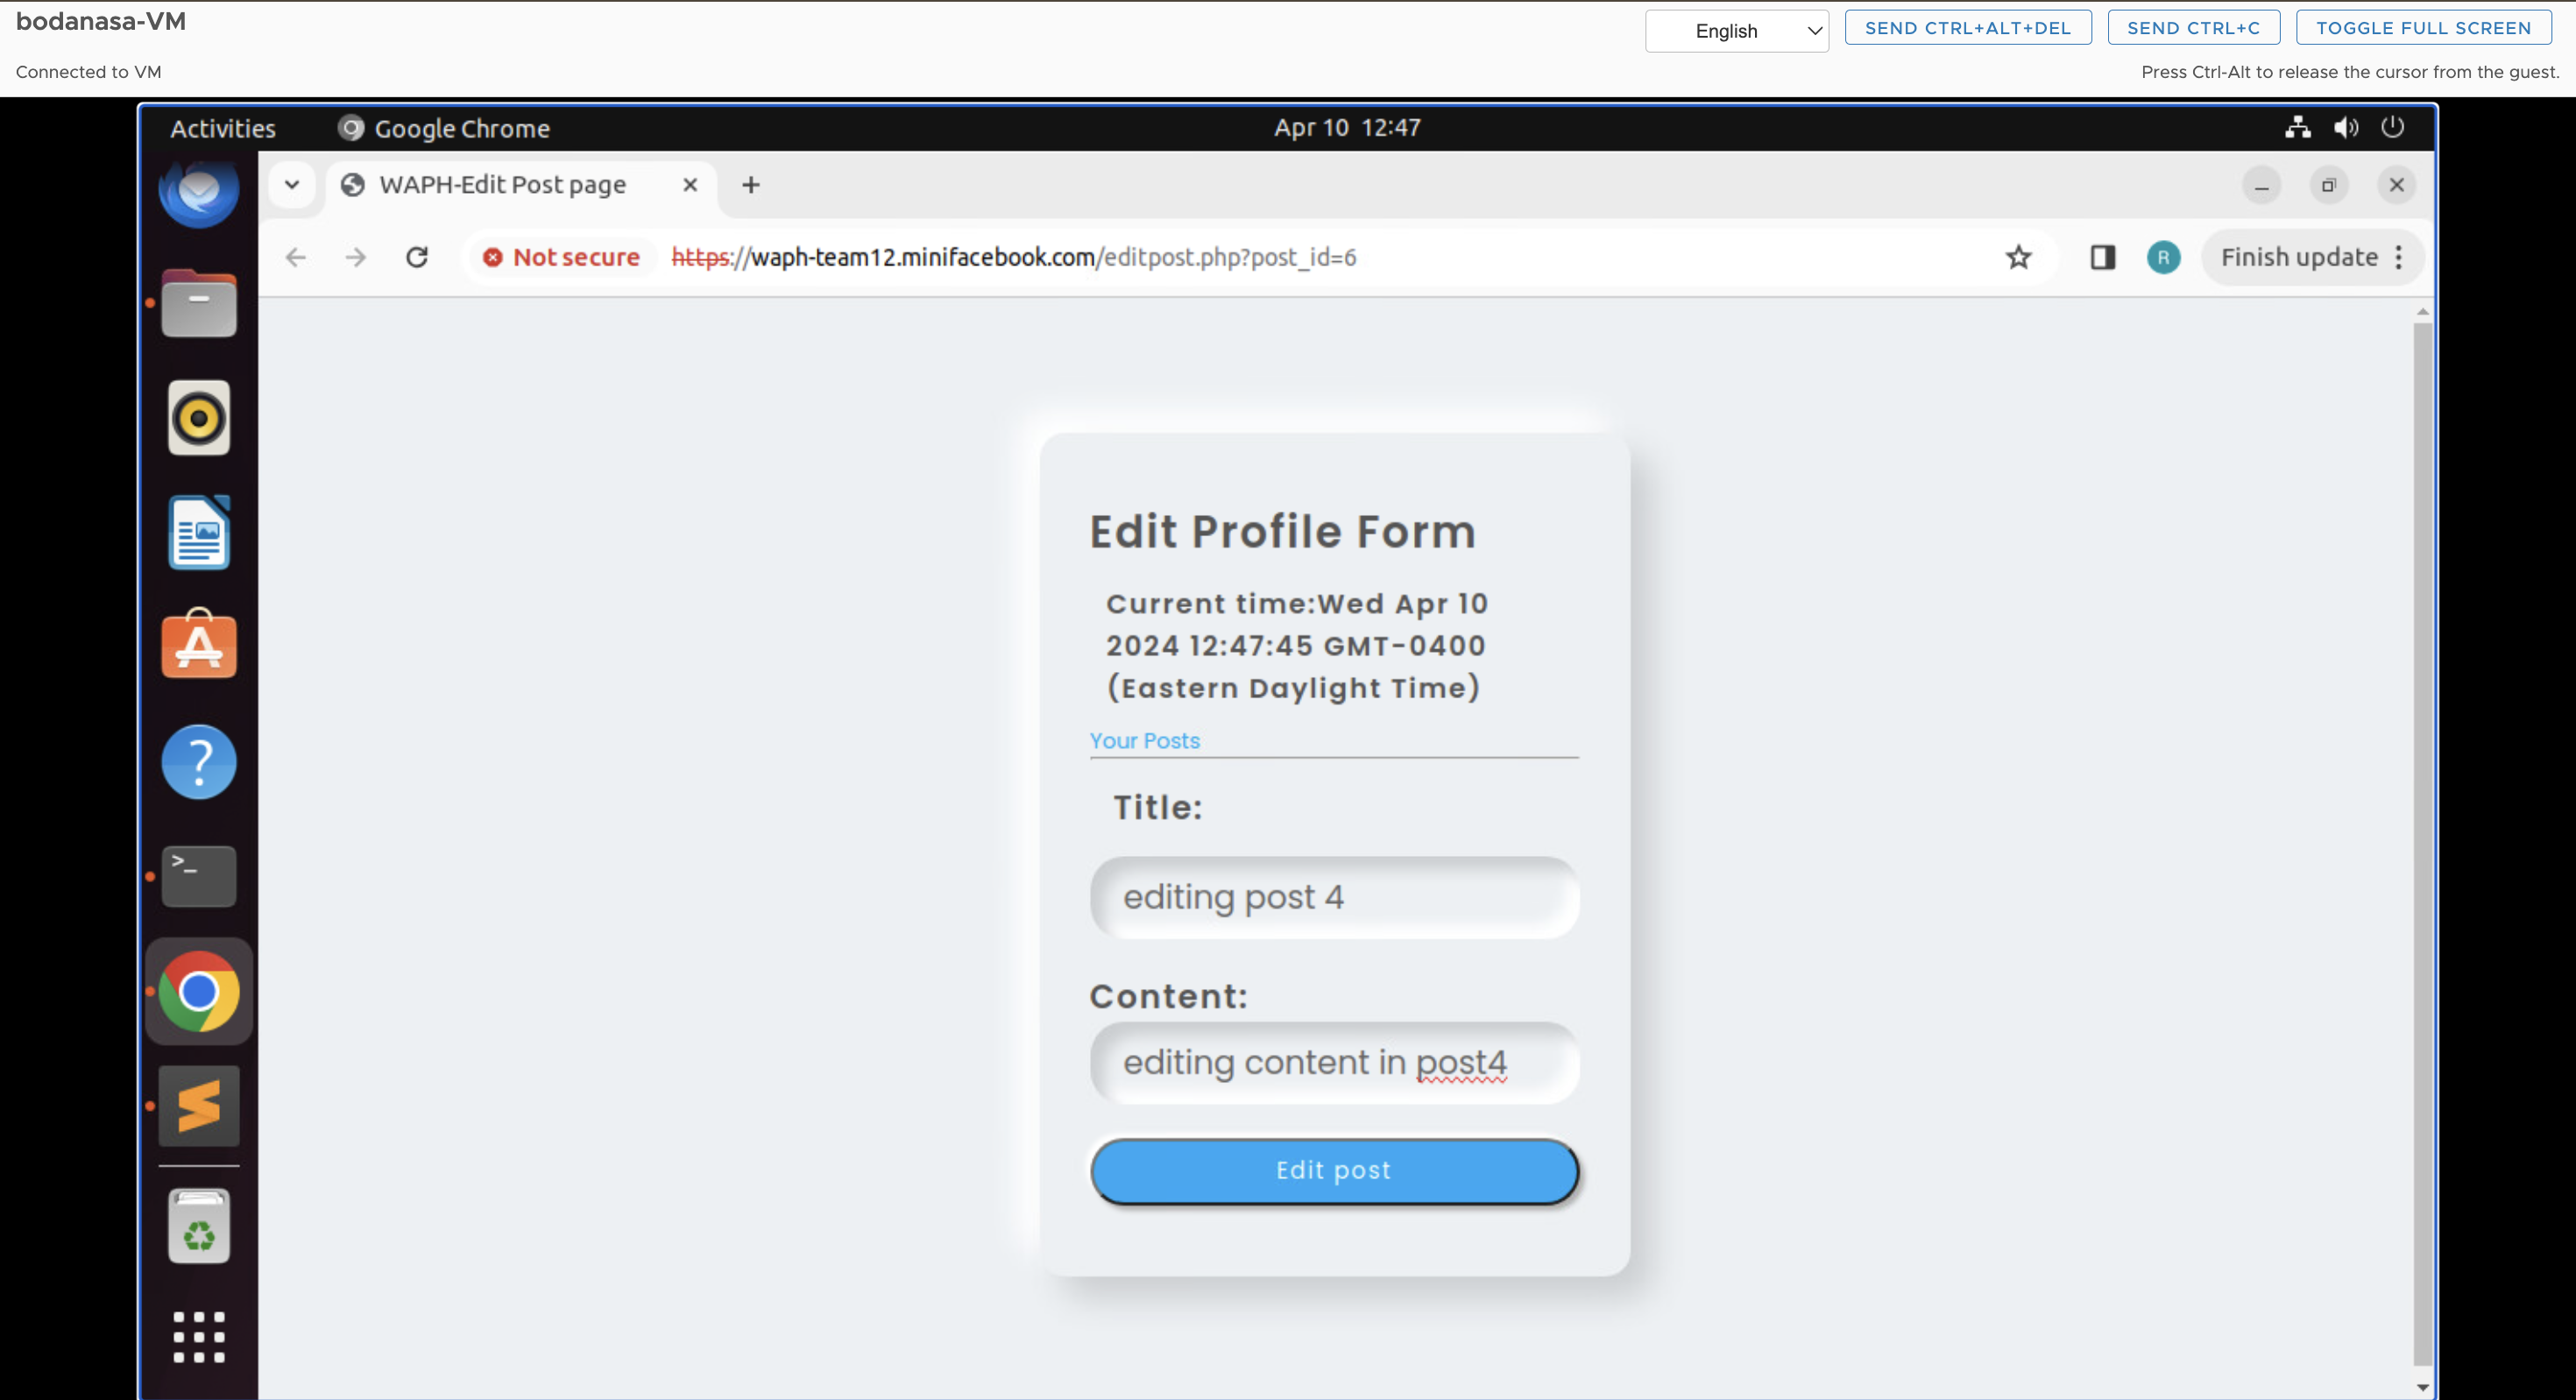 bodanasa-VM
English
SEND CTRL+ALT+DEL
SEND CTRL+C
TOGGLE FULL SCREEN
Connected to VM
Press Ctrl-Alt to release the cursor from the guest.
Activities
Google Chrome
Apr 10 12:47
WAPH-Edit Post page
Not secure
https://waph-team12.minifacebook.com/editpost.php?post_id=6
R
Finish update
Edit Profile Form
Current time:Wed Apr 10
2024 12:47:45 GMT-0400
(Eastern Daylight Time)
Your Posts
Title:
editing post 4
Content:
editing content in post4
Edit post